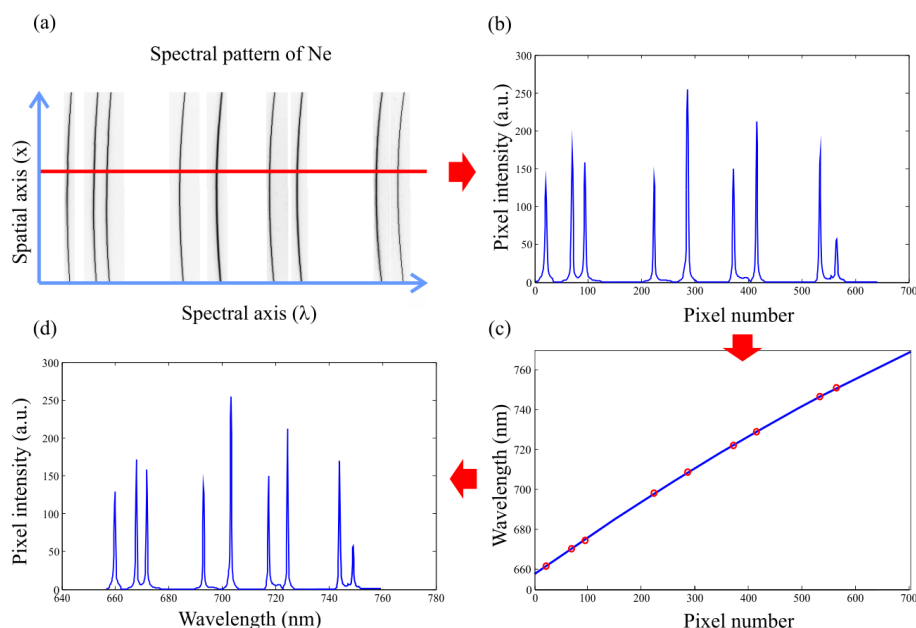 (a)
Spectral pattern of Ne
Spatial axis (x)
Spectral axis (λ)
(b)
300
250
200
150
100
50
0
0 100 200 300 400 500 600 700
Pixel intensity (a.u.)
Pixel number
(c)
760
740
720
700
680
660
0 100 200 300 400 500 600 700
Wavelength (nm)
Pixel number
(d)
300
250
200
150
100
50
0
640 660 680 700 720 740 760 780
Pixel intensity (a.u.)
Wavelength (nm)